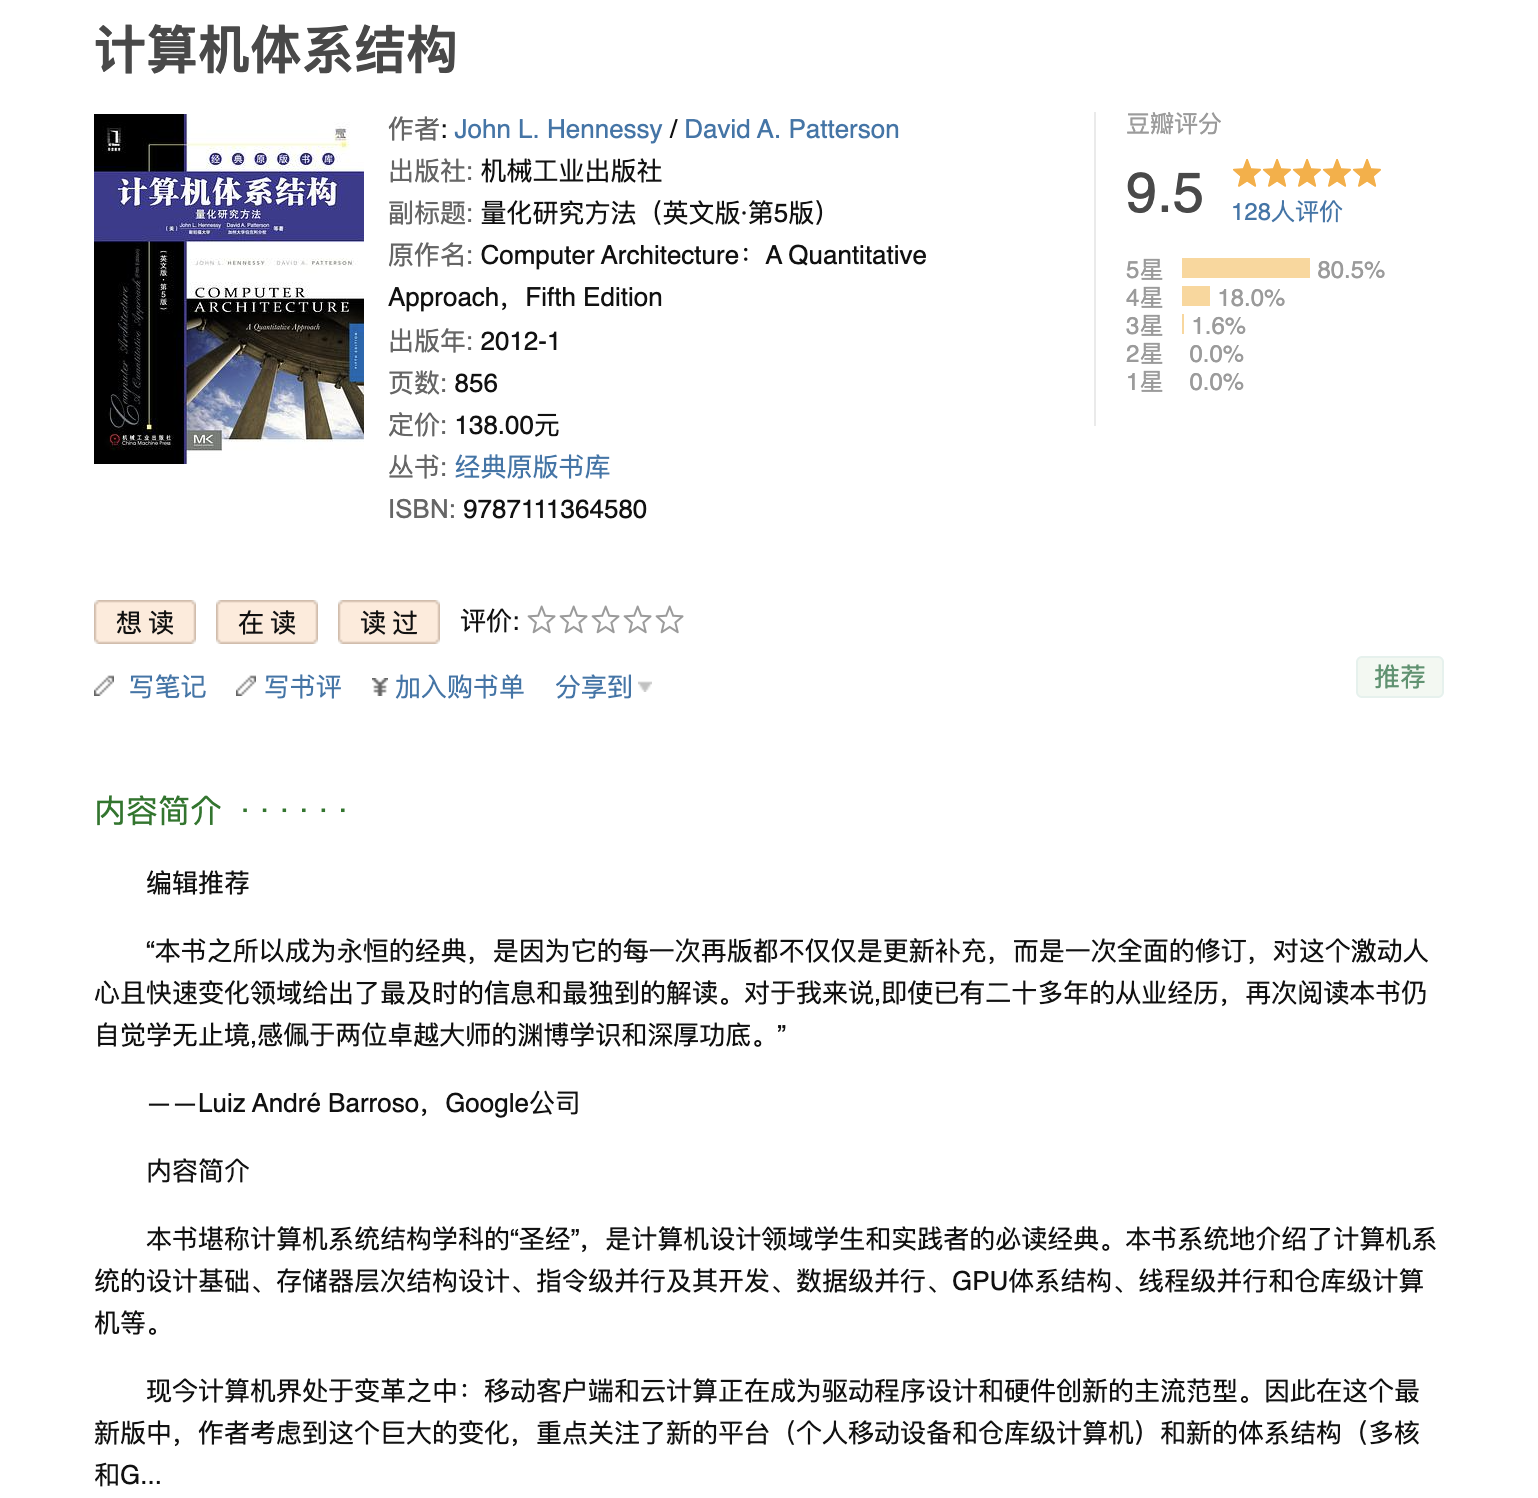 计算机体系结构
经典原版书库
计算机体系结构
量化研究方法
JOHN L. HENNESSY DAVID A. PATTERSON
COMPUTER
ARCHITECTURE
A Quantitative Approach
(英文版·第5版)
Computer Architecture
A Quantitative Approach
机械工业出版社
China Machine Press
MK
作者: John L. Hennessy / David A. Patterson
出版社: 机械工业出版社
副标题: 量化研究方法（英文版·第5版）
原作名: Computer Architecture：A Quantitative
Approach，Fifth Edition
出版年: 2012-1
页数: 856
定价: 138.00元
丛书: 经典原版书库
ISBN: 9787111364580
豆瓣评分
9.5
128人评价
5星 80.5%
4星 18.0%
3星 1.6%
2星 0.0%
1星 0.0%
想读 在读 读过 评价:
写笔记 写书评 ¥加入购书单 分享到
推荐
内容简介 · · · · · ·
编辑推荐
“本书之所以成为永恒的经典，是因为它的每一次再版都不仅仅是更新补充，而是一次全面的修订，对这个激动人
心且快速变化领域给出了最及时的信息和最独到的解读。对于我来说,即使已有二十多年的从业经历，再次阅读本书仍
自觉学无止境,感佩于两位卓越大师的渊博学识和深厚功底。”
——Luiz André Barroso，Google公司
内容简介
本书堪称计算机系统结构学科的“圣经”，是计算机设计领域学生和实践者的必读经典。本书系统地介绍了计算机系
统的设计基础、存储器层次结构设计、指令级并行及其开发、数据级并行、GPU体系结构、线程级并行和仓库级计算
机等。
现今计算机界处于变革之中：移动客户端和云计算正在成为驱动程序设计和硬件创新的主流范型。因此在这个最
新版中，作者考虑到这个巨大的变化，重点关注了新的平台（个人移动设备和仓库级计算机）和新的体系结构（多核
和G...